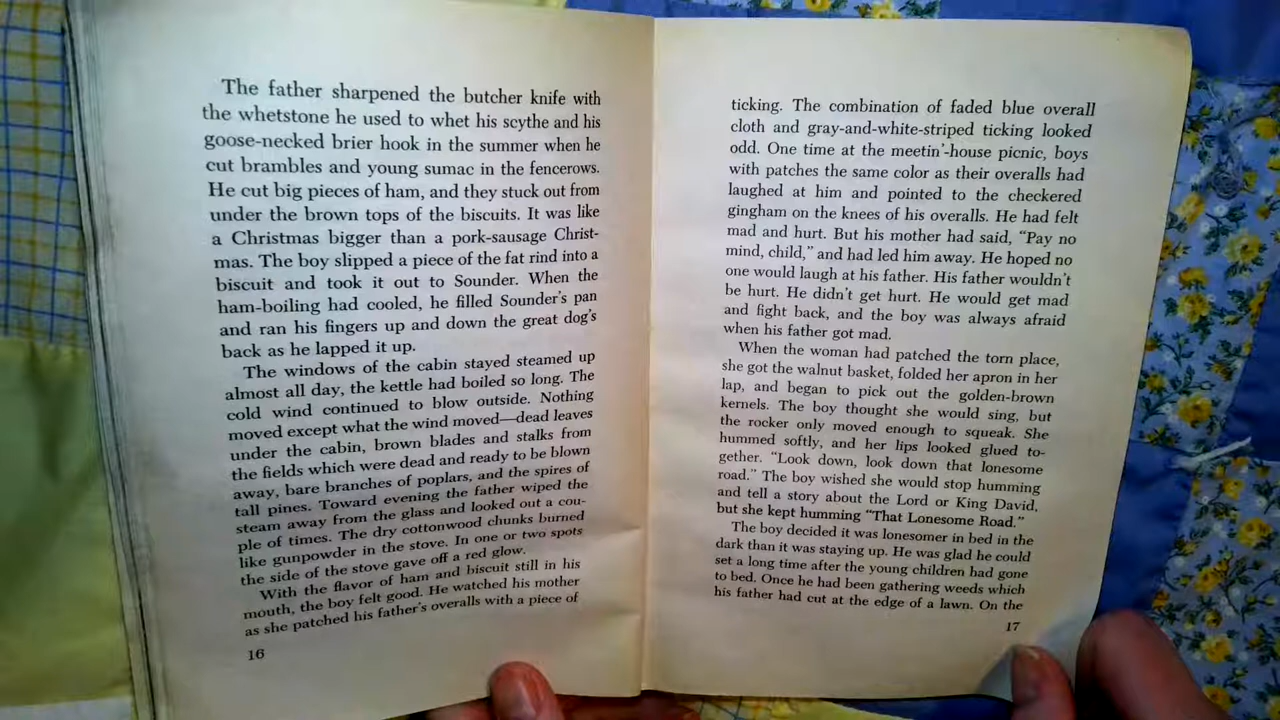 The father sharpened the butcher knife with
the whetstone he used to whet his scythe and his
goose-necked brier hook in the summer when he
cut brambles and young sumac in the fencerows.
He cut big pieces of ham, and they stuck out from
under the brown tops of the biscuits. It was like
a Christmas bigger than a pork-sausage Christ-
mas. The boy slipped a piece of the fat rind into a
biscuit and took it out to Sounder. When the
ham-boiling had cooled, he filled Sounder's pan
and ran his fingers up and down the great dog's
back as he lapped it up.
The windows of the cabin stayed steamed up
almost all day, the kettle had boiled so long. The
cold wind continued to blow outside. Nothing
moved except what the wind moved—dead leaves
under the cabin, brown blades and stalks from
the fields which were dead and ready to be blown
away, bare branches of poplars, and the spires of
tall pines. Toward evening the father wiped the
steam away from the glass and looked out a cou-
ple of times. The dry cottonwood chunks burned
like gunpowder in the stove. In one or two spots
the side of the stove gave off a red glow.
With the flavor of ham and biscuit still in his
mouth, the boy felt good. He watched his mother
as she patched his father's overalls with a piece of
16
ticking. The combination of faded blue overall
cloth and gray-and-white-striped ticking looked
odd. One time at the meetin'-house picnic, boys
with patches the same color as their overalls had
laughed at him and pointed to the checkered
gingham on the knees of his overalls. He had felt
mad and hurt. But his mother had said, "Pay no
mind, child," and had led him away. He hoped no
one would laugh at his father. His father wouldn't
be hurt. He didn't get hurt. He would get mad
and fight back, and the boy was always afraid
when his father got mad.
When the woman had patched the torn place,
she got the walnut basket, folded her apron in her
lap, and began to pick out the golden-brown
kernels. The boy thought she would sing, but
the rocker only moved enough to squeak. She
hummed softly, and her lips looked glued to-
gether. "Look down, look down that lonesome
road." The boy wished she would stop humming
and tell a story about the Lord or King David,
but she kept humming "That Lonesome Road."
The boy decided it was lonesomer in bed in the
dark than it was staying up. He was glad he could
set a long time after the young children had gone
to bed. Once he had been gathering weeds which
his father had cut at the edge of a lawn. On the
17